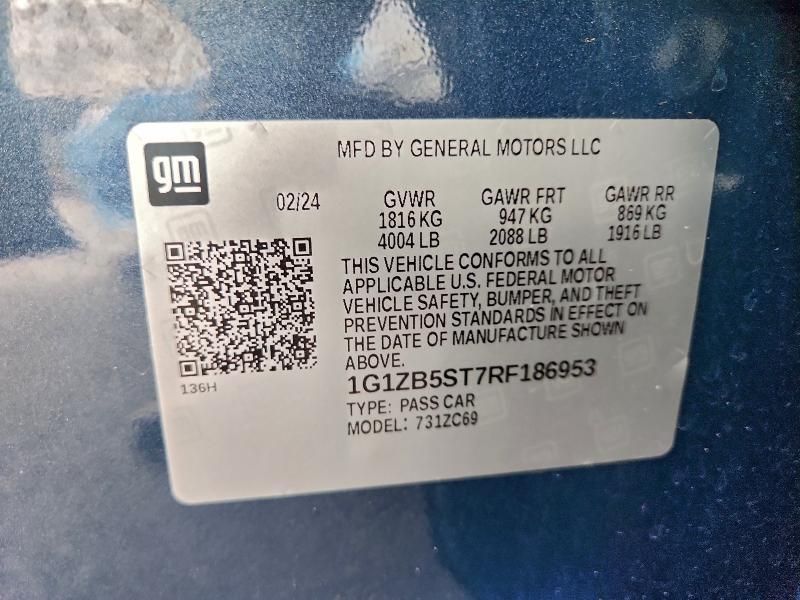 gm
MFD BY GENERAL MOTORS LLC
02/24 GVWR GAWR FRT GAWR RR
1816 KG 947 KG 869 KG
4004 LB 2088 LB 1916 LB
THIS VEHICLE CONFORMS TO ALL
APPLICABLE U.S. FEDERAL MOTOR
VEHICLE SAFETY, BUMPER, AND THEFT
PREVENTION STANDARDS IN EFFECT ON
THE DATE OF MANUFACTURE SHOWN
ABOVE.
136H
1G1ZB5ST7RF186953
TYPE: PASS CAR
MODEL: 731ZC69